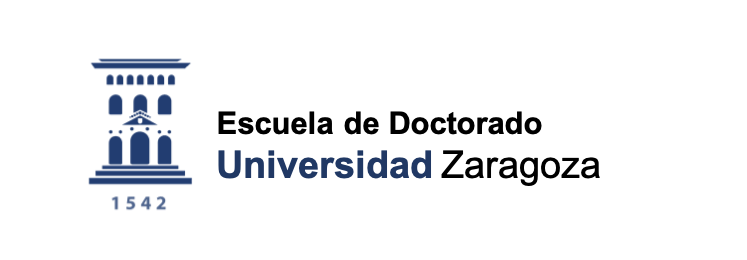 Escuela de Doctorado
Universidad Zaragoza
1542